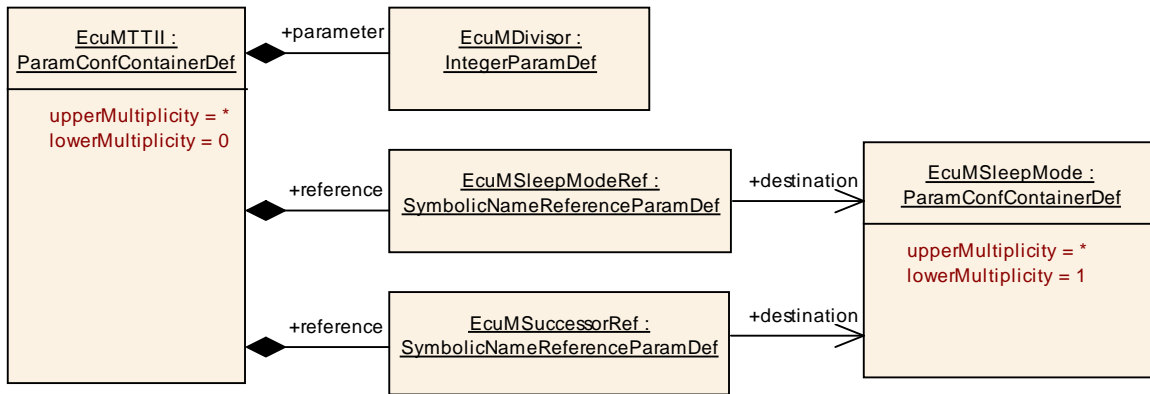 EcuMTTII :
ParamConfContainerDef
upperMultiplicity = *
lowerMultiplicity = 0
+parameter
EcuMDivisor :
IntegerParamDef
+reference
EcuMSleepModeRef :
SymbolicNameReferenceParamDef
+destination
EcuMSleepMode :
ParamConfContainerDef
upperMultiplicity = *
lowerMultiplicity = 1
+reference
EcuMSuccessorRef :
SymbolicNameReferenceParamDef
+destination